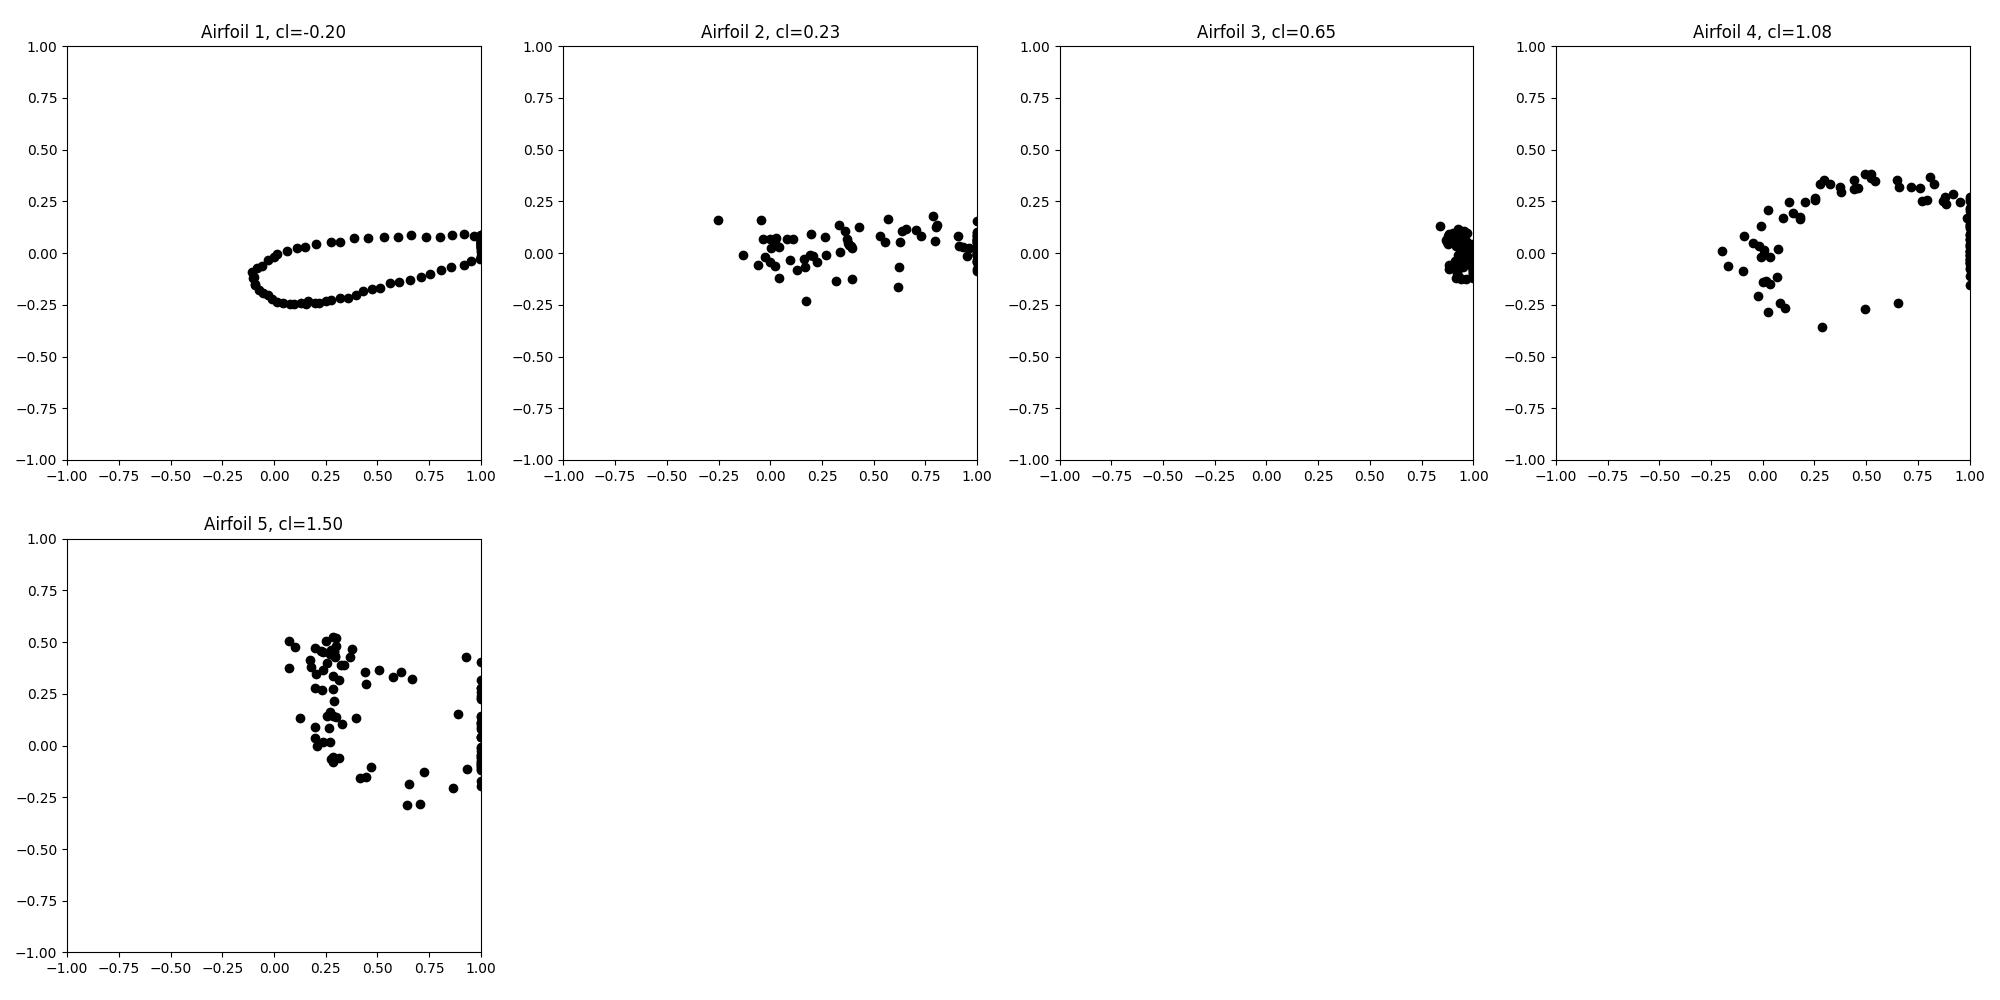 Airfoil 1, cl=-0.20
Airfoil 2, cl=0.23
Airfoil 3, cl=0.65
Airfoil 4, cl=1.08
1.00 1.00 1.00 1.00
0.75 0.75 0.75 0.75
0.50 0.50 0.50 0.50
0.25 0.25 0.25 0.25
0.00 0.00 0.00 0.00
−0.25 −0.25 −0.25 −0.25
−0.50 −0.50 −0.50 −0.50
−0.75 −0.75 −0.75 −0.75
−1.00 −1.00 −1.00 −1.00
−1.00 −0.75 −0.50 −0.25 0.00 0.25 0.50 0.75 1.00
−1.00 −0.75 −0.50 −0.25 0.00 0.25 0.50 0.75 1.00
−1.00 −0.75 −0.50 −0.25 0.00 0.25 0.50 0.75 1.00
−1.00 −0.75 −0.50 −0.25 0.00 0.25 0.50 0.75 1.00
Airfoil 5, cl=1.50
1.00
0.75
0.50
0.25
0.00
−0.25
−0.50
−0.75
−1.00
−1.00 −0.75 −0.50 −0.25 0.00 0.25 0.50 0.75 1.00